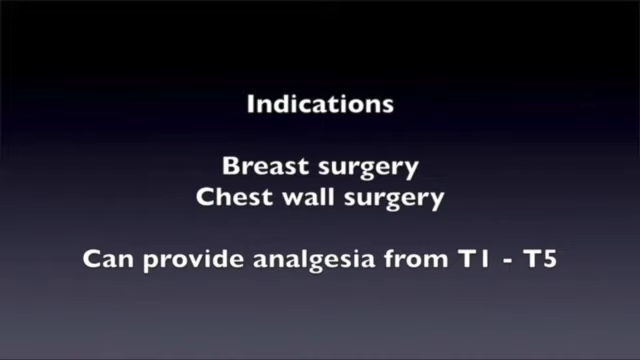 Indications
Breast surgery
Chest wall surgery
Can provide analgesia from T1 - T5